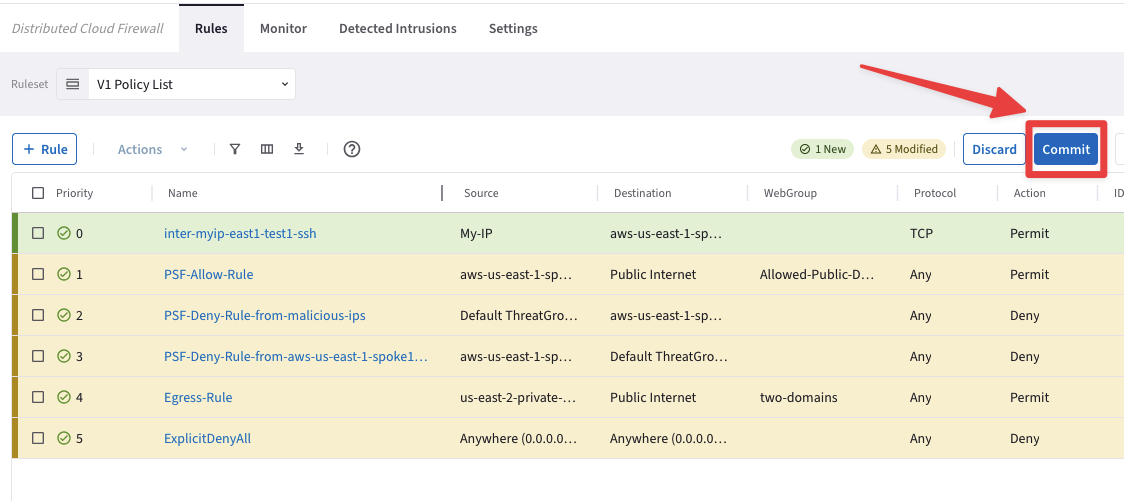 Distributed Cloud Firewall Rules Monitor Detected Intrusions Settings
Ruleset V1 Policy List
+ Rule Actions ? 1 New 5 Modified Discard Commit
Priority Name Source Destination WebGroup Protocol Action ID
0 inter-myip-east1-test1-ssh My-IP aws-us-east-1-sp… TCP Permit
1 PSF-Allow-Rule aws-us-east-1-sp… Public Internet Allowed-Public-D… Any Permit
2 PSF-Deny-Rule-from-malicious-ips Default ThreatGro… aws-us-east-1-sp… Any Deny
3 PSF-Deny-Rule-from-aws-us-east-1-spoke1… aws-us-east-1-sp… Default ThreatGro… Any Deny
4 Egress-Rule us-east-2-private-… Public Internet two-domains Any Permit
5 ExplicitDenyAll Anywhere (0.0.0.0… Anywhere (0.0.0.0… Any Deny